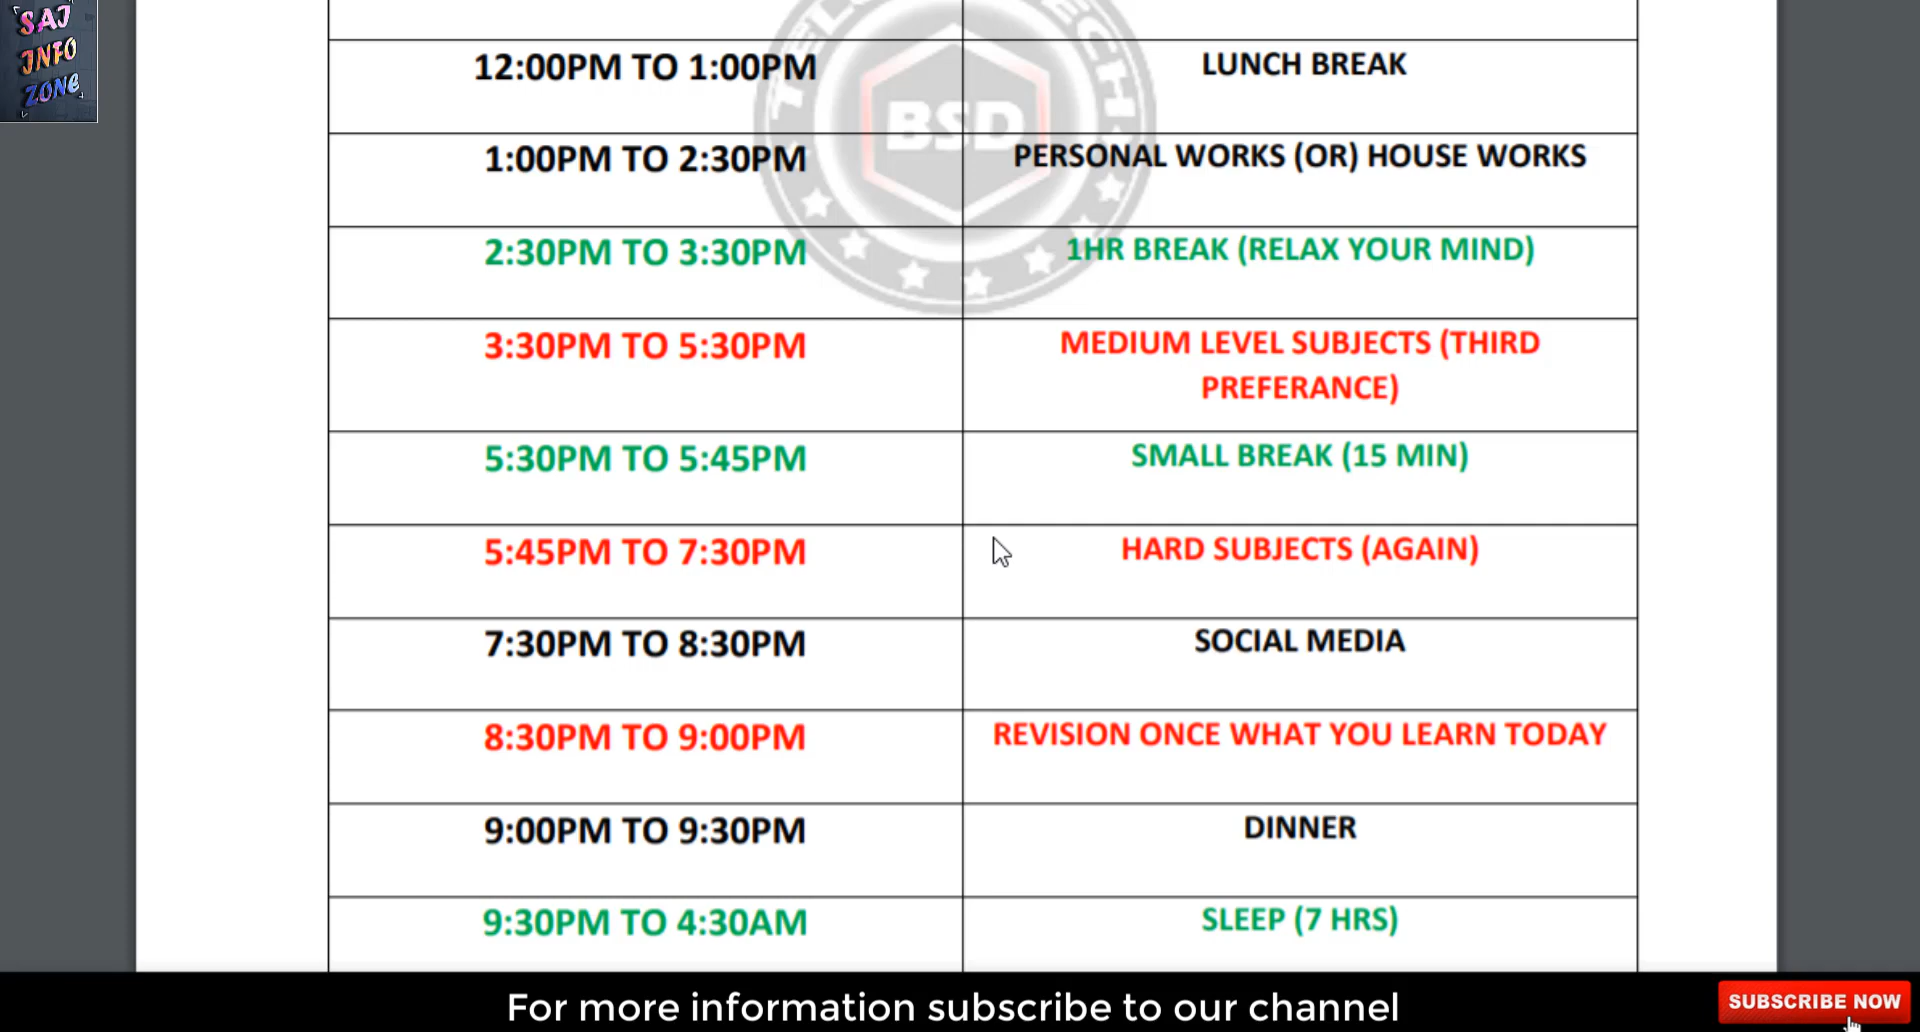 SAJ
INFO
ZONE
12:00PM TO 1:00PM LUNCH BREAK
BSD
1:00PM TO 2:30PM PERSONAL WORKS (OR) HOUSE WORKS
2:30PM TO 3:30PM 1HR BREAK (RELAX YOUR MIND)
3:30PM TO 5:30PM MEDIUM LEVEL SUBJECTS (THIRD
PREFERANCE)
5:30PM TO 5:45PM SMALL BREAK (15 MIN)
5:45PM TO 7:30PM HARD SUBJECTS (AGAIN)
7:30PM TO 8:30PM SOCIAL MEDIA
8:30PM TO 9:00PM REVISION ONCE WHAT YOU LEARN TODAY
9:00PM TO 9:30PM DINNER
9:30PM TO 4:30AM SLEEP (7 HRS)
For more information subscribe to our channel
SUBSCRIBE NOW